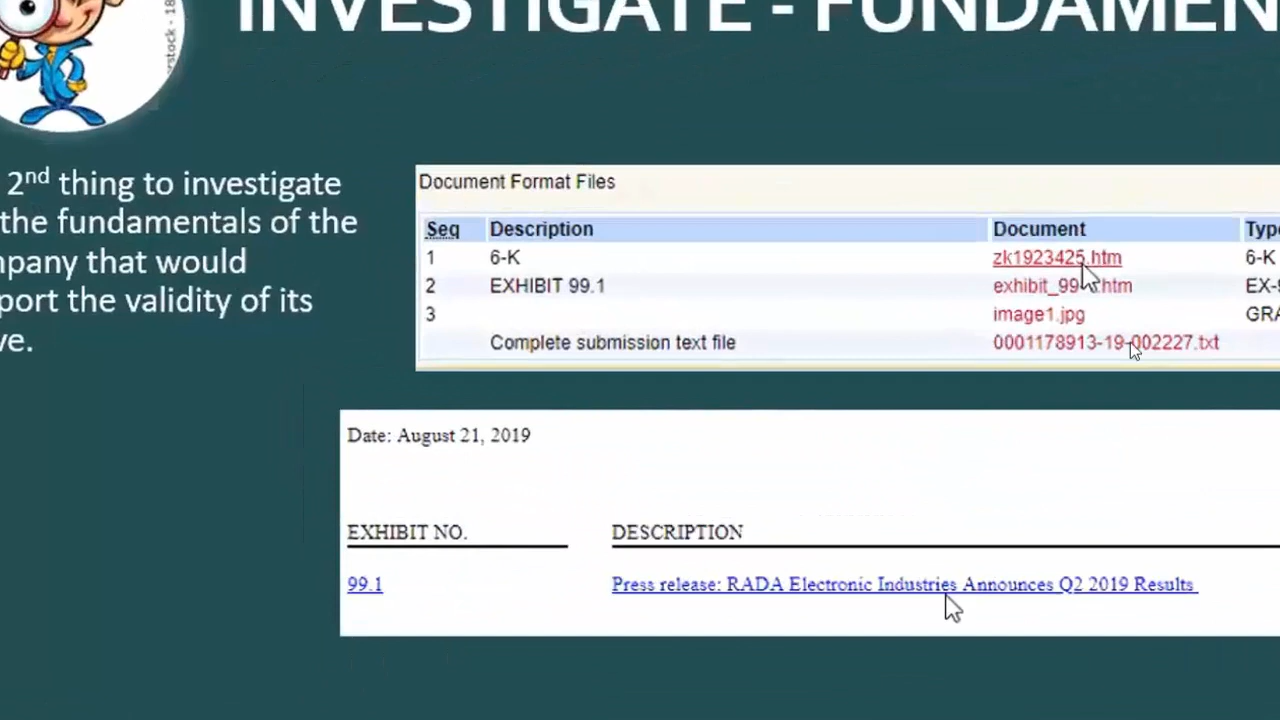 INVESTIGATE - FUNDAMEN
2nd thing to investigate
the fundamentals of the
mpany that would
port the validity of its
ve.
Document Format Files
Seq Description Document Type
1 6-K zk1923425.htm 6-K
2 EXHIBIT 99.1 exhibit_99 .htm EX-
3 image1.jpg GRA
Complete submission text file 0001178913-19-002227.txt
Date: August 21, 2019
EXHIBIT NO. DESCRIPTION
99.1 Press release: RADA Electronic Industries Announces Q2 2019 Results